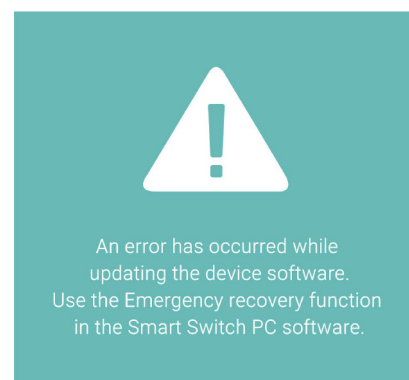 An error has occurred while
updating the device software.
Use the Emergency recovery function
in the Smart Switch PC software.